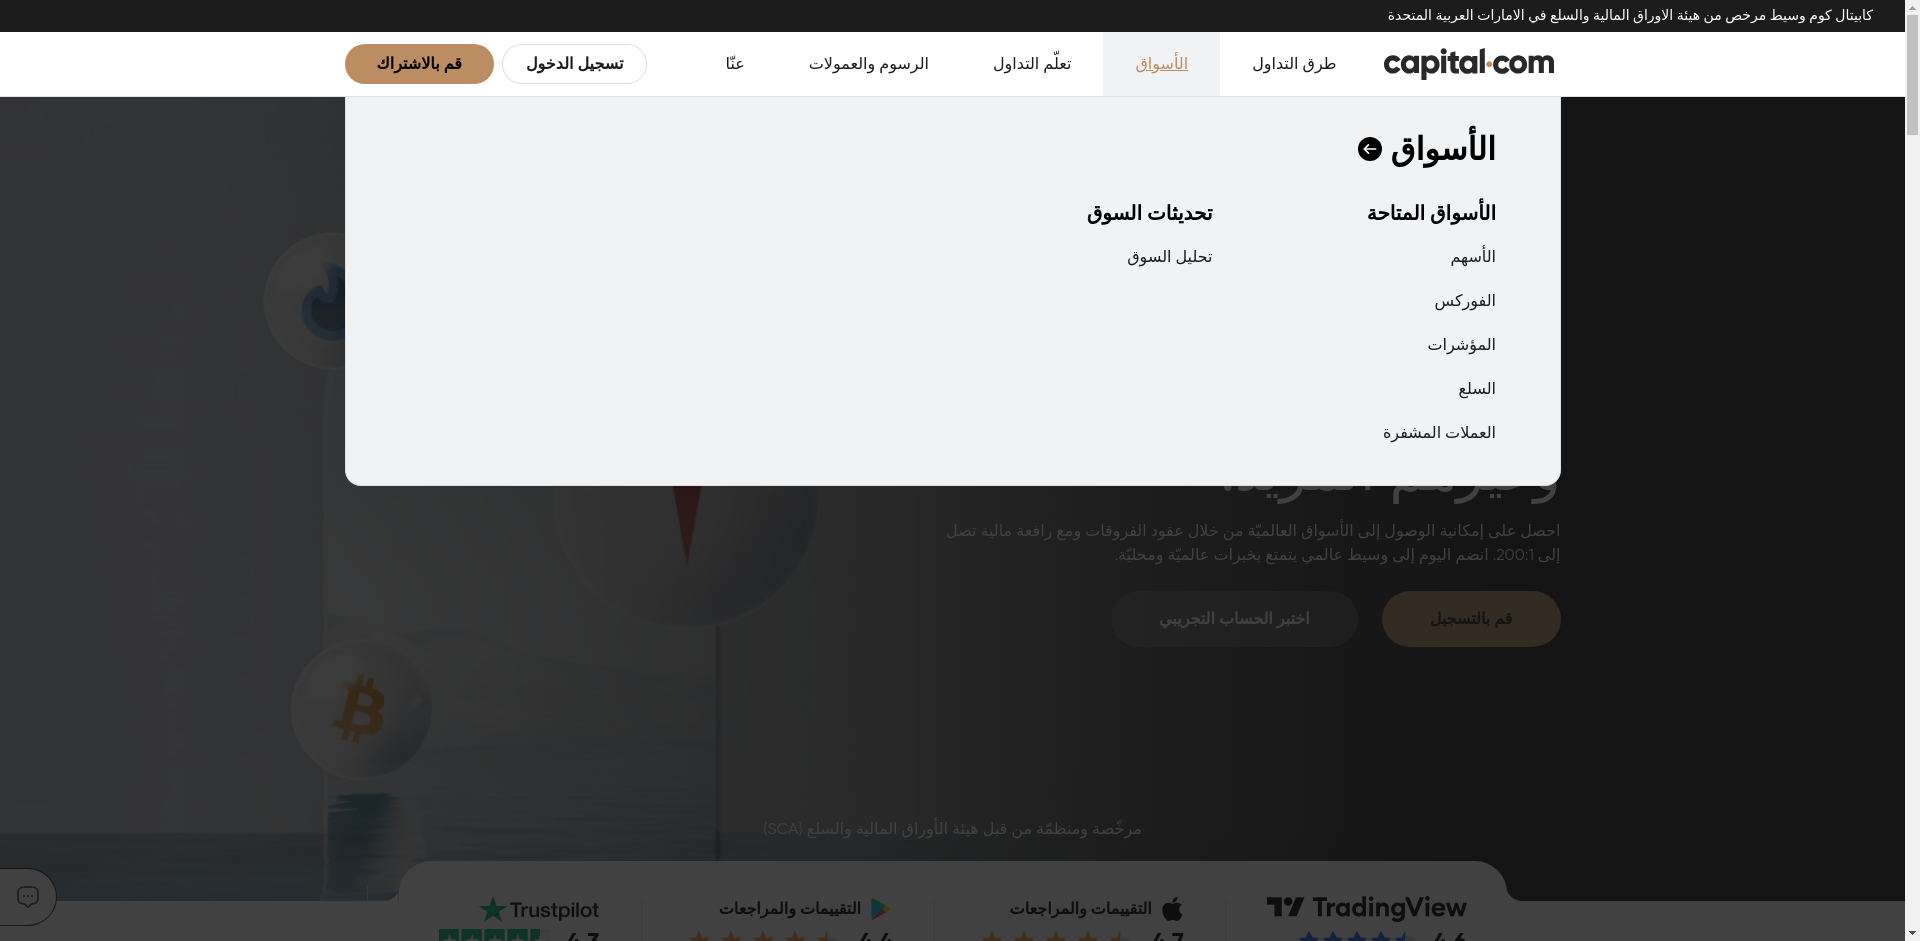 كابيتال كوم وسيط مرخص من هيئة الاوراق المالية والسلع في الامارات العربية المتحدة
capital.com
طرق التداول
الأسواق
تعلّم التداول
الرسوم والعمولات
عنّا
تسجيل الدخول
قم بالاشتراك
الأسواق
الأسواق المتاحة
الأسهم
الفوركس
المؤشرات
السلع
العملات المشفرة
تحديثات السوق
تحليل السوق
احصل على إمكانية الوصول إلى الأسواق العالميّة من خلال عقود الفروقات ومع رافعة مالية تصل
إلى 200:1. انضم اليوم إلى وسيط عالمي يتمتع بخبرات عالميّة ومحليّة.
قم بالتسجيل
اختبر الحساب التجريبي
مرخّصة ومنظمّة من قبل هيئة الأوراق المالية والسلع (SCA)
TradingView
4.6
التقييمات والمراجعات
4.7
التقييمات والمراجعات
4.4
Trustpilot
4.3